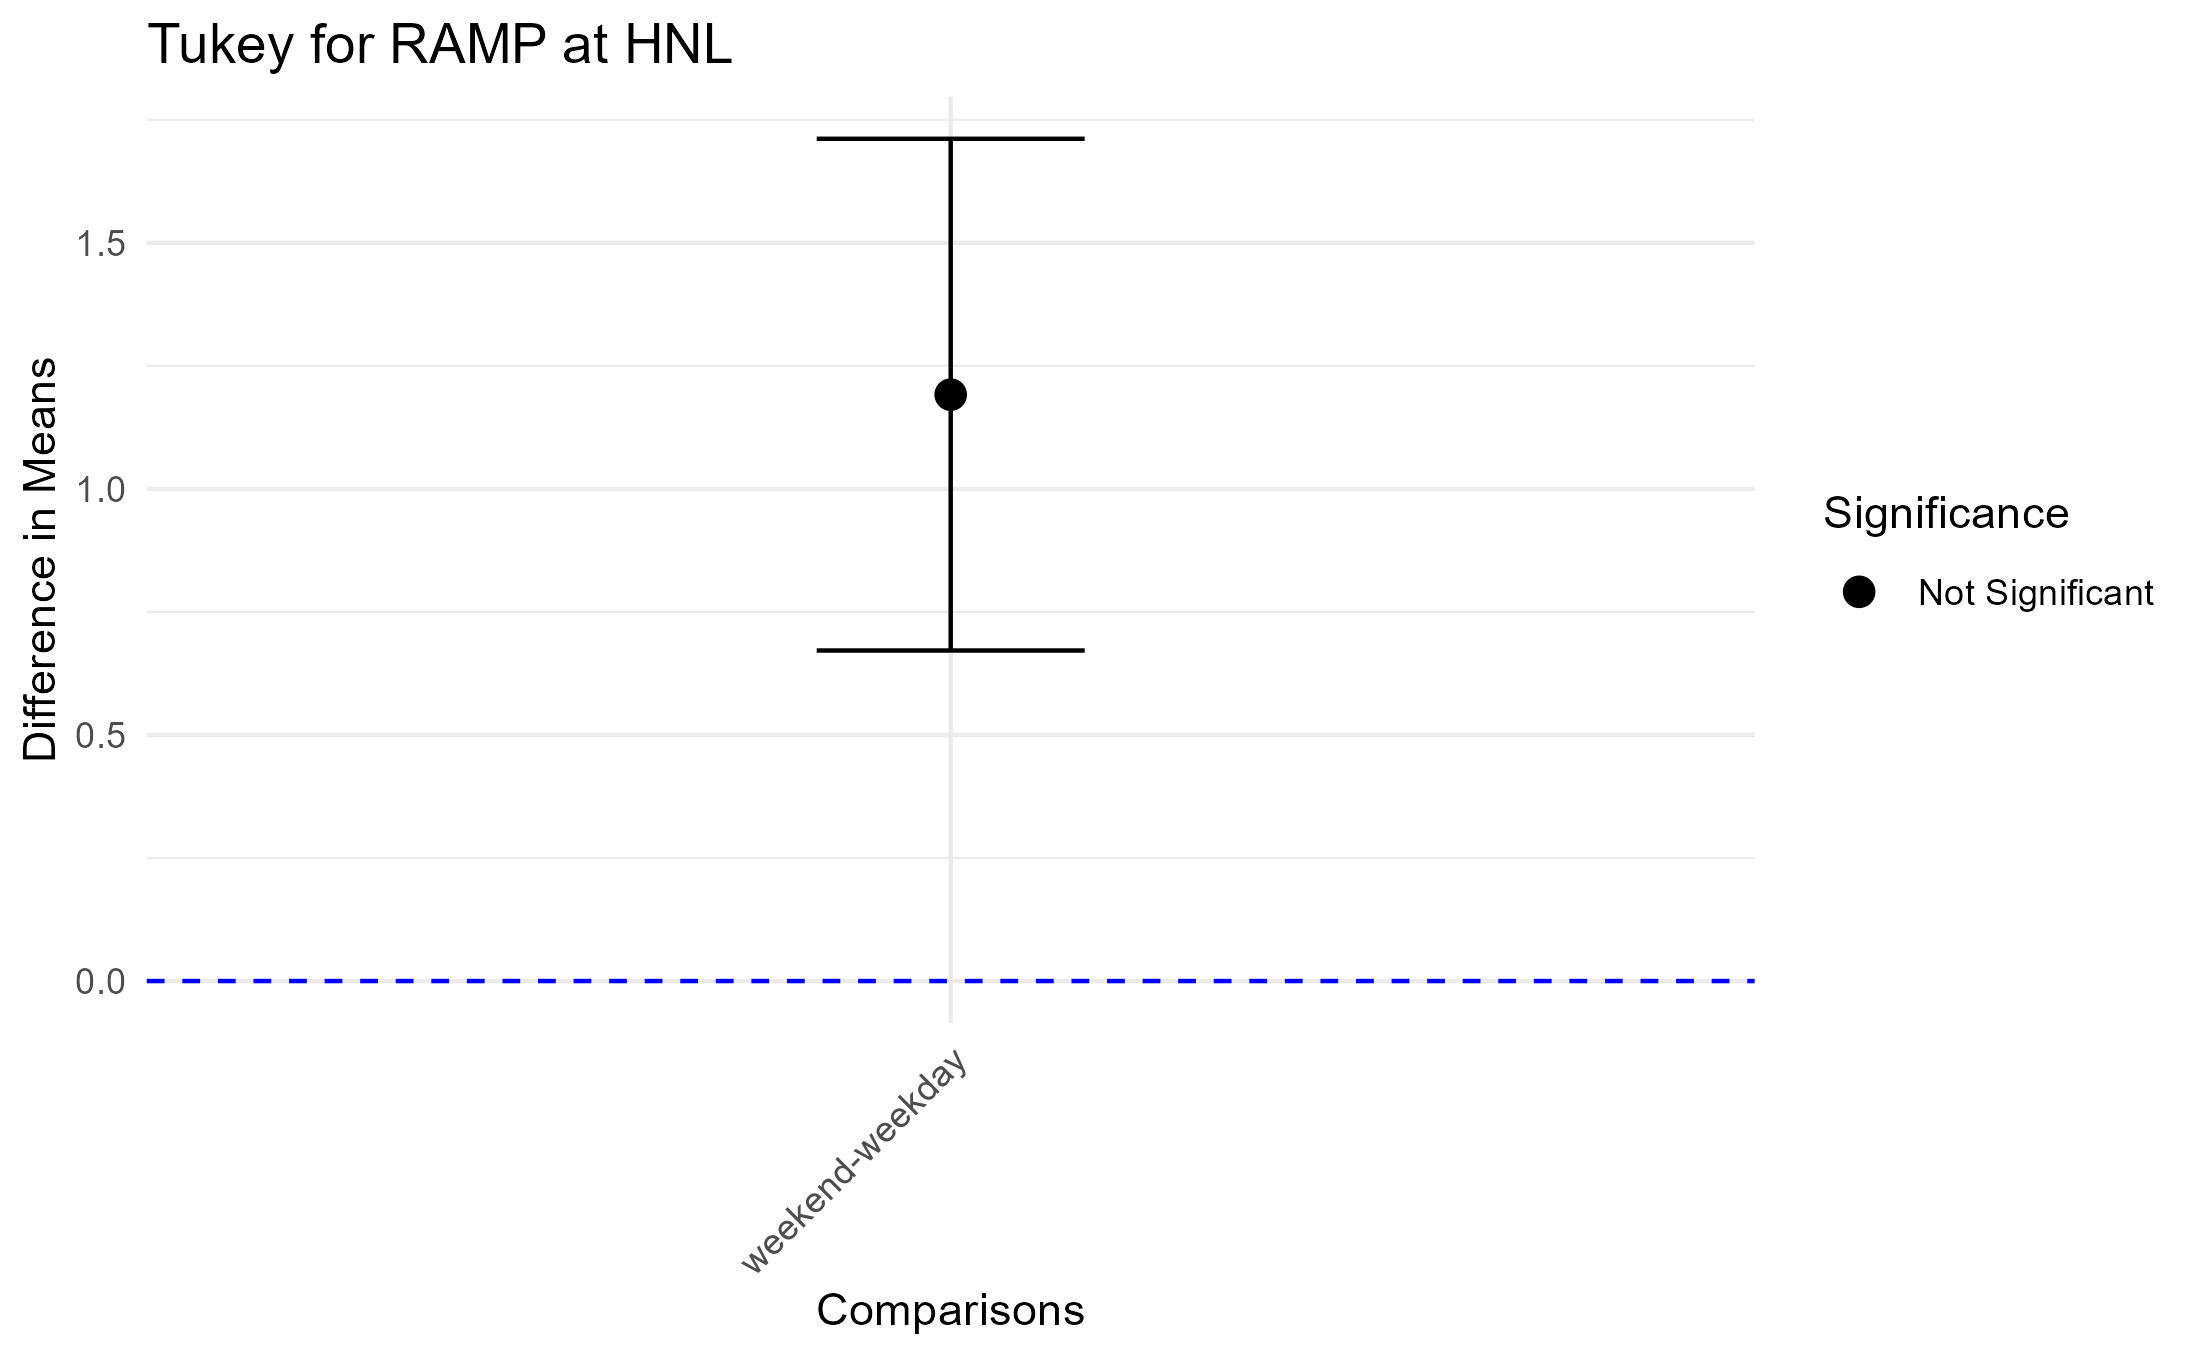 Tukey for RAMP at HNL
Difference in Means
1.5
1.0
0.5
0.0
weekend-weekday
Comparisons
Significance
Not Significant